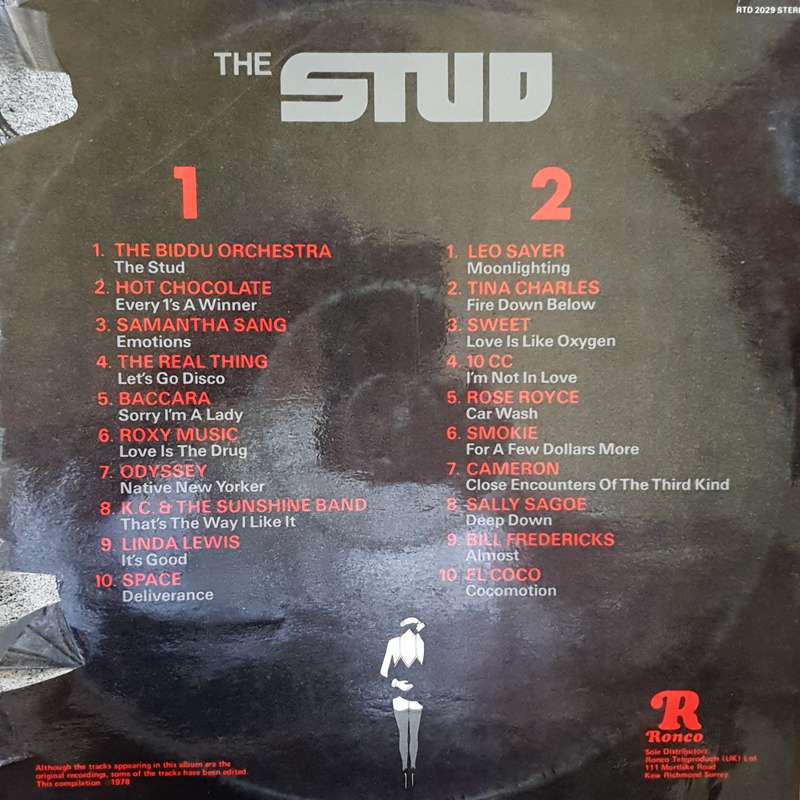 RTD 2029 STEREO
THE STUD
1
1. THE BIDDU ORCHESTRA
The Stud
2. HOT CHOCOLATE
Every 1's A Winner
3. SAMANTHA SANG
Emotions
4. THE REAL THING
Let's Go Disco
5. BACCARA
Sorry I'm A Lady
6. ROXY MUSIC
Love Is The Drug
7. ODYSSEY
Native New Yorker
8. K.C. & THE SUNSHINE BAND
That's The Way I Like It
9. LINDA LEWIS
It's Good
10. SPACE
Deliverance
2
1. LEO SAYER
Moonlighting
2. TINA CHARLES
Fire Down Below
3. SWEET
Love Is Like Oxygen
4. 10 CC
I'm Not In Love
5. ROSE ROYCE
Car Wash
6. SMOKIE
For A Few Dollars More
7. CAMERON
Close Encounters Of The Third Kind
8. SALLY SAGOE
Deep Down
9. BILL FREDERICKS
Almost
10. EL COCO
Cocomotion
Although the tracks appearing in this album are the
original recordings, some of the tracks have been edited.
This compilation ©1978
R
Ronco
Sole Distributors
Ronco Teleproducts (UK) Ltd
111 Mortlake Road
Kew Richmond Surrey